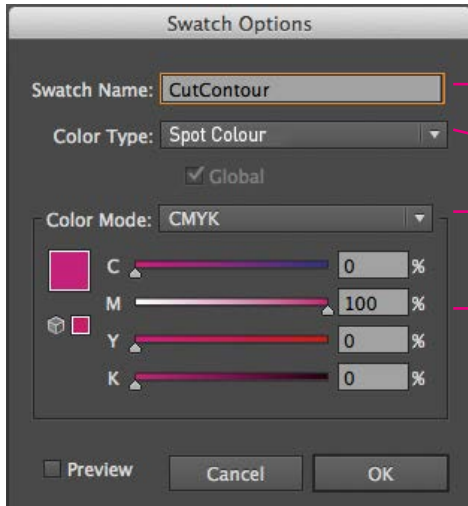 Swatch Options
Swatch Name: CutContour
Color Type: Spot Colour
Global
Color Mode: CMYK
C 0 %
M 100 %
Y 0 %
K 0 %
Preview Cancel OK